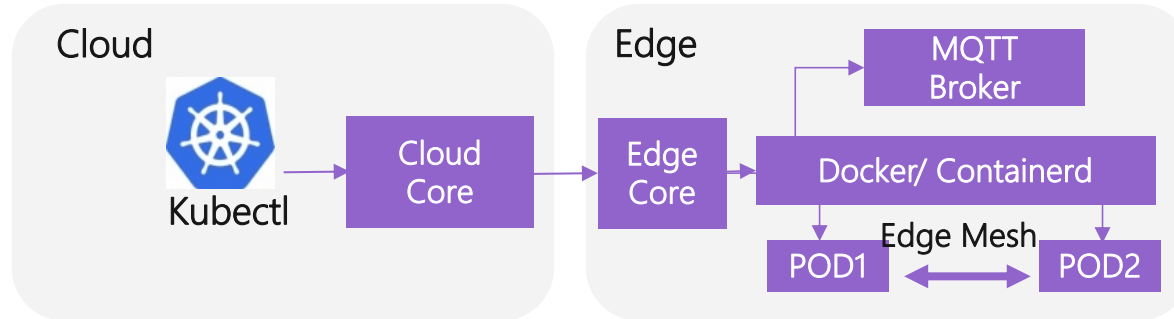 Cloud
Kubectl
Cloud
Core
Edge
Edge
Core
MQTT
Broker
Docker/ Containerd
Edge Mesh
POD1
POD2